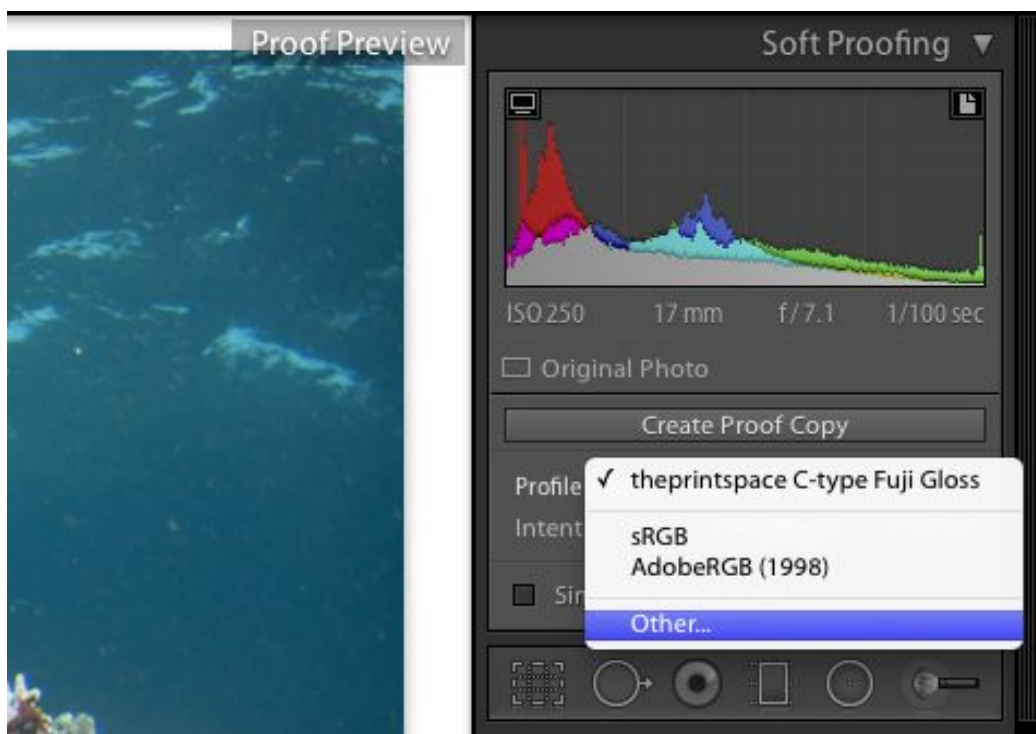 Proof Preview
Soft Proofing
ISO 250 17 mm f/7.1 1/100 sec
Original Photo
Create Proof Copy
Profile ✓ theprintspace C-type Fuji Gloss
Intent
sRGB
AdobeRGB (1998)
Other...